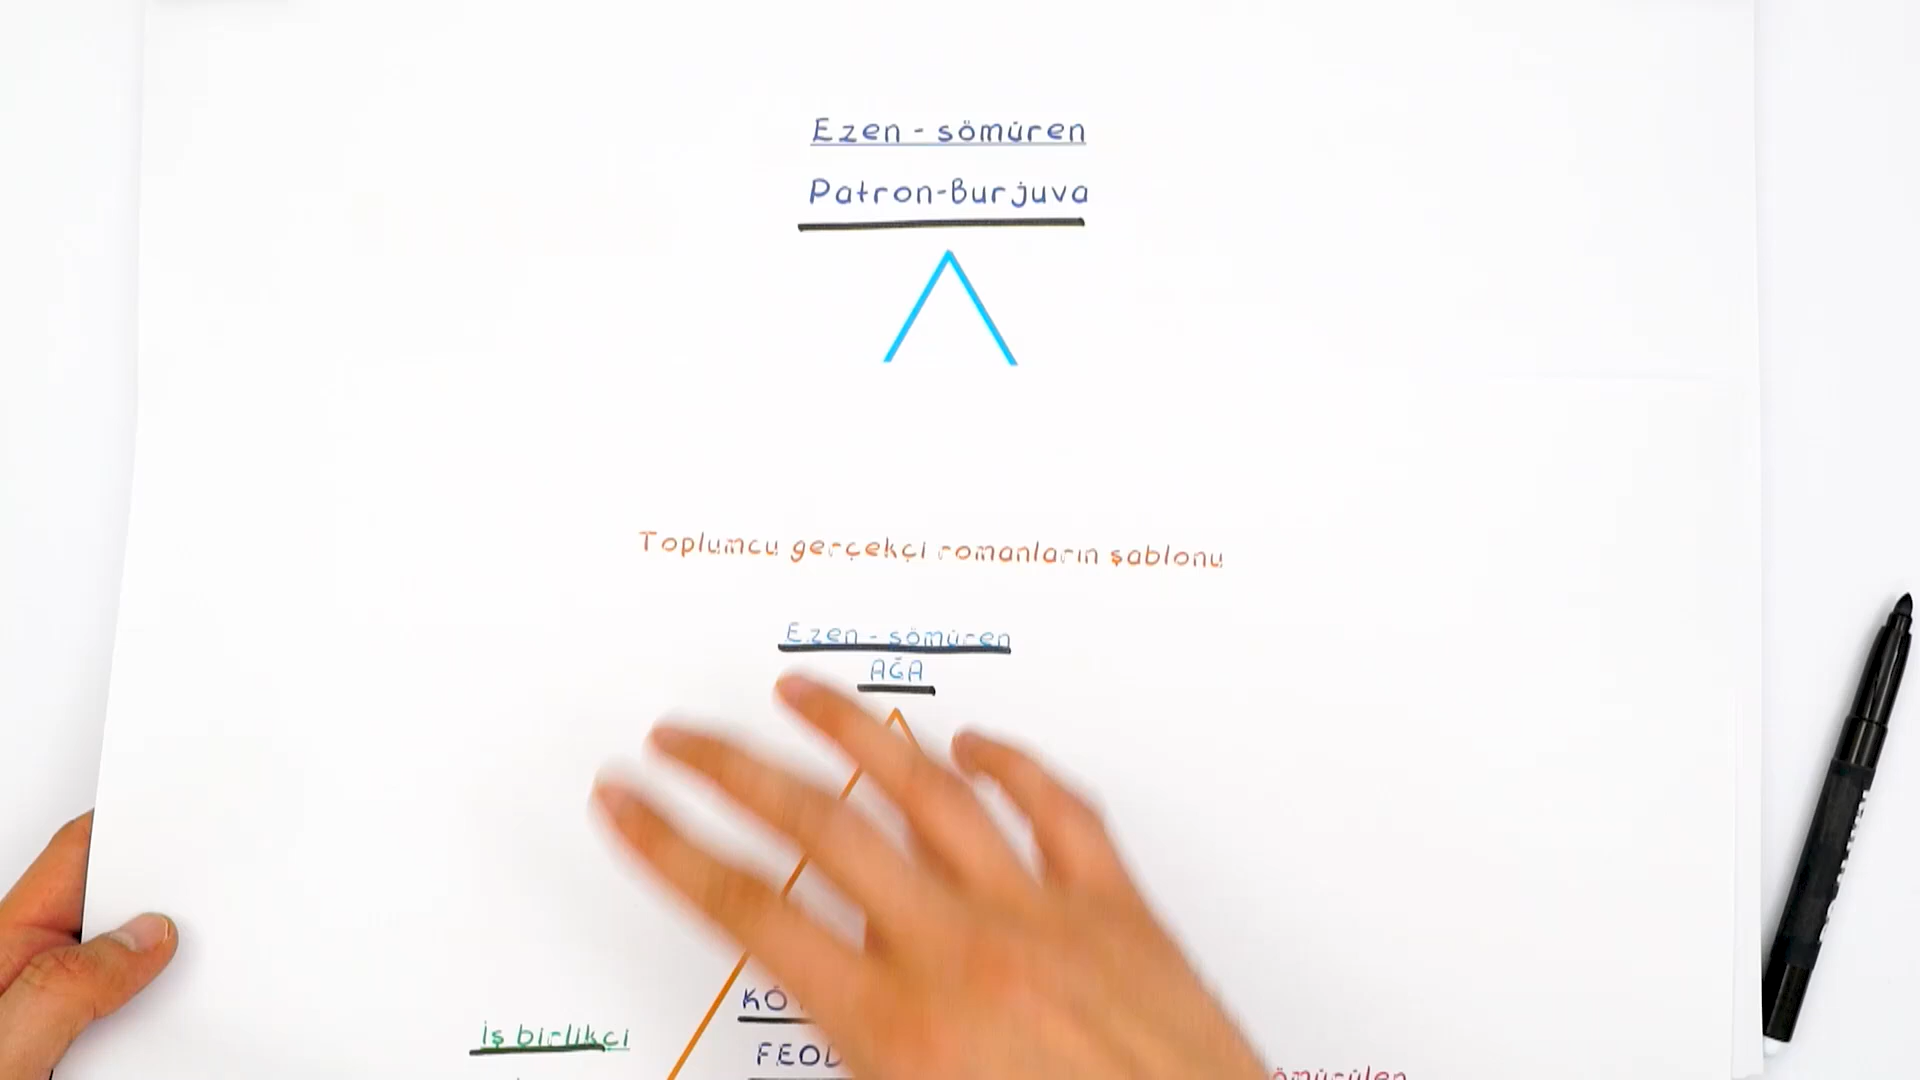 Ezen - sömüren
Patron-Burjuva
Toplumcu gerçekçi romanların şablonu
Ezen - sömüren
AĞA
İş birlikçi